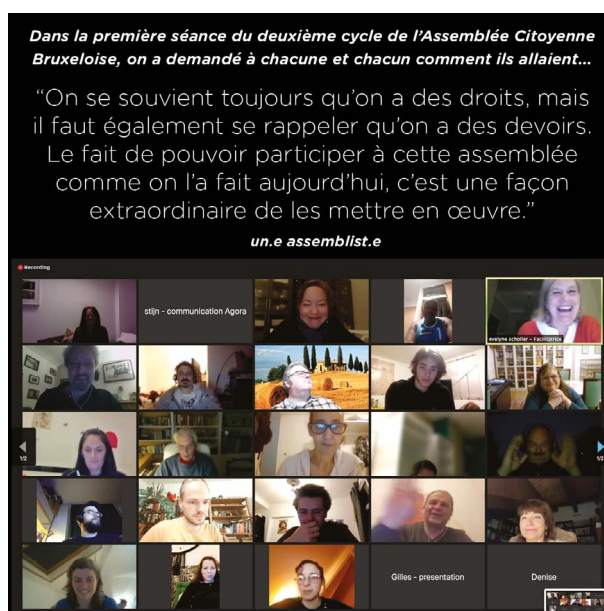 Dans la première séance du deuxième cycle de l'Assemblée Citoyenne
Bruxeloise, on a demandé à chacune et chacun comment ils allaient...
“On se souvient toujours qu'on a des droits, mais
il faut également se rappeler qu'on a des devoirs.
Le fait de pouvoir participer à cette assemblée
comme on l'a fait aujourd'hui, c'est une façon
extraordinaire de les mettre en œuvre.”
un.e assemblist.e
Recording
stijn - communication Agora
evelyne scholler - Facilitatrice
1/2
1/2
Gilles - presentation
Denise